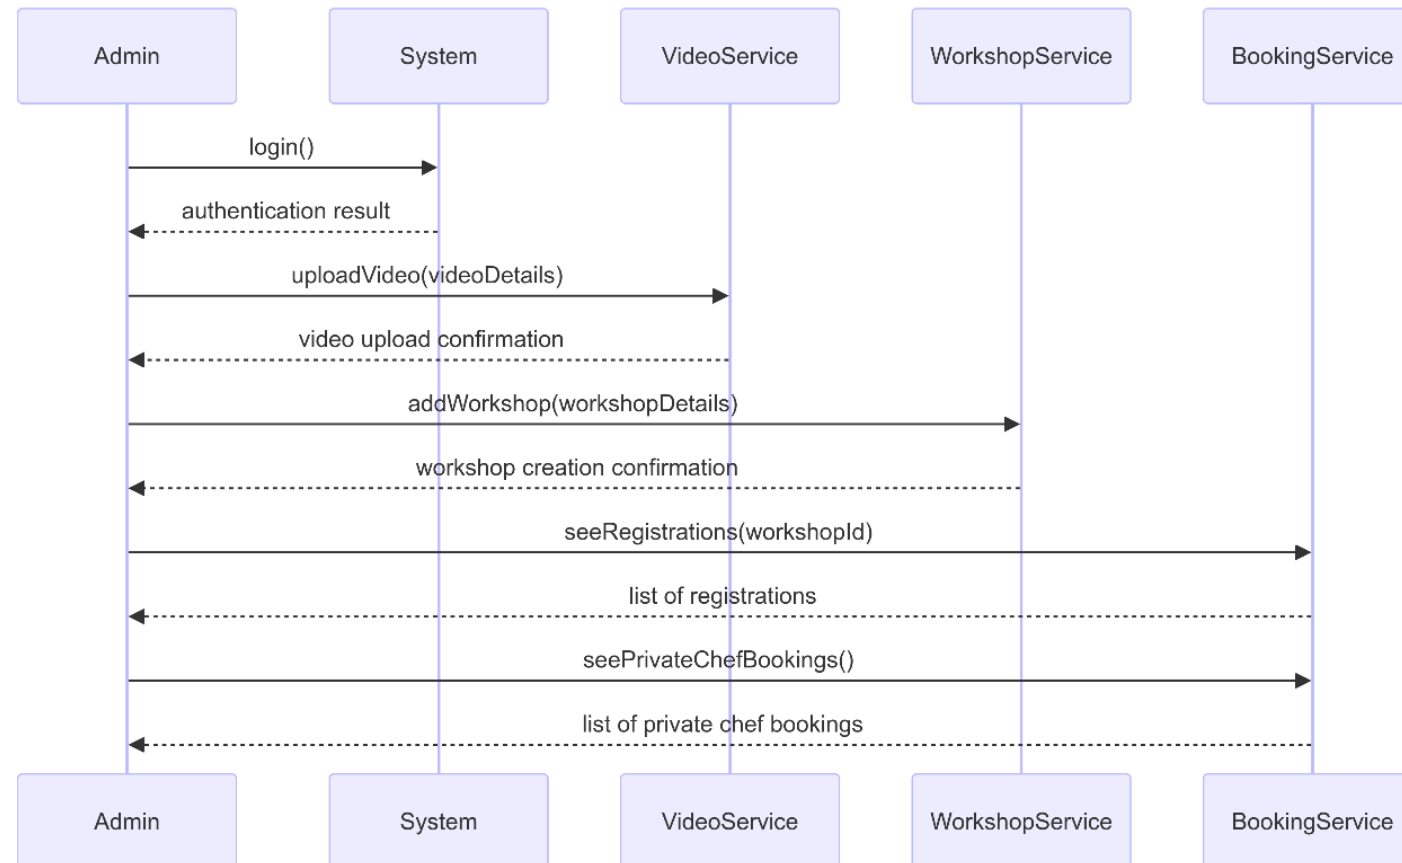 Admin
System
VideoService
WorkshopService
BookingService
login()
authentication result
uploadVideo(videoDetails)
video upload confirmation
addWorkshop(workshopDetails)
workshop creation confirmation
seeRegistrations(workshopId)
list of registrations
seePrivateChefBookings()
list of private chef bookings
Admin
System
VideoService
WorkshopService
BookingService